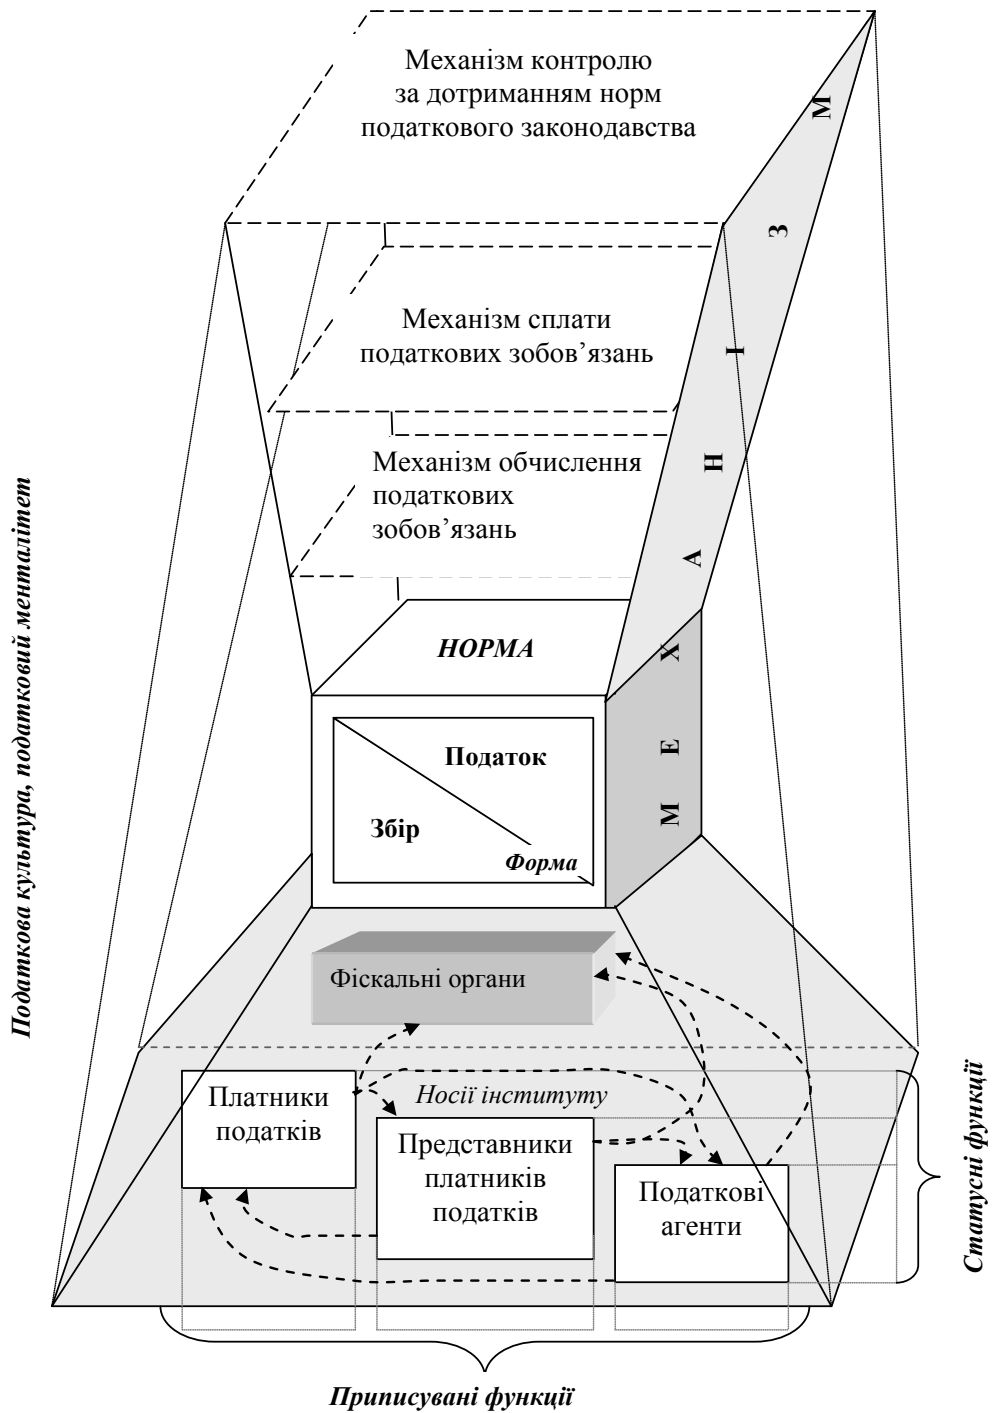 Механізм контролю
за дотриманням норм
податкового законодавства
Механізм сплати
податкових зобов’язань
Механізм обчислення
податкових
зобов’язань
М Е Х А Н І З М
НОРМА
Податок
Збір
Форма
Податкова культура, податковий менталітет
Фіскальні органи
Носії інституту
Платники
податків
Представники
платників
податків
Податкові
агенти
Статусні функції
Приписувані функції